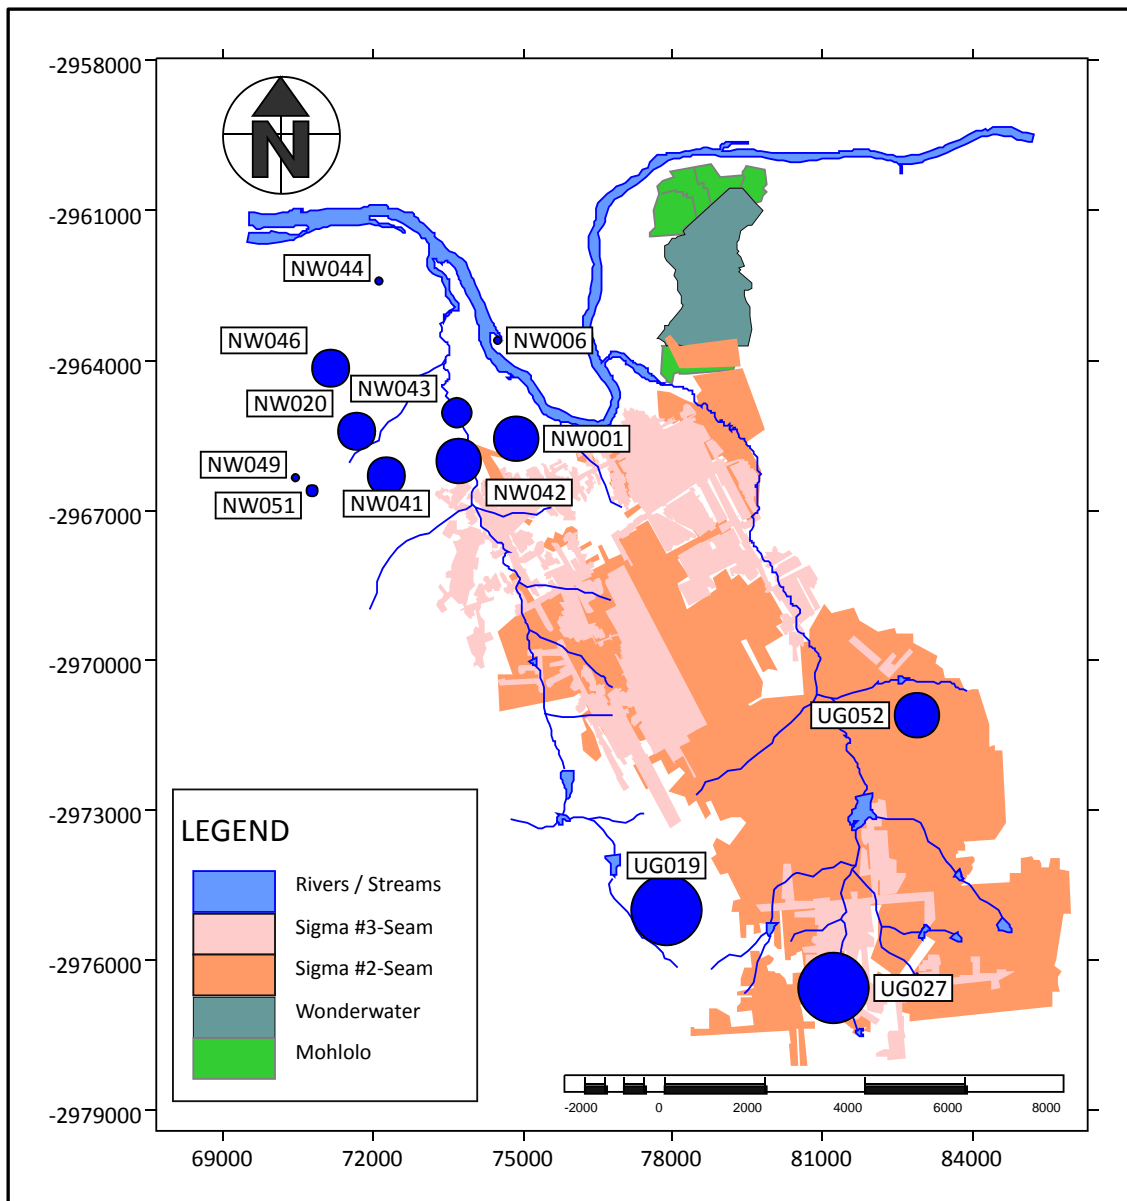 -2958000
N
-2961000
NW044
NW006
NW046
-2964000
NW043
NW020
NW001
NW049
NW051
NW041
NW042
-2967000
-2970000
UG052
-2973000
LEGEND
UG019
Rivers / Streams
Sigma #3-Seam
Sigma #2-Seam
-2976000
UG027
Wonderwater
Mohlolo
-2000 0 2000 4000 6000 8000
-2979000
69000 72000 75000 78000 81000 84000